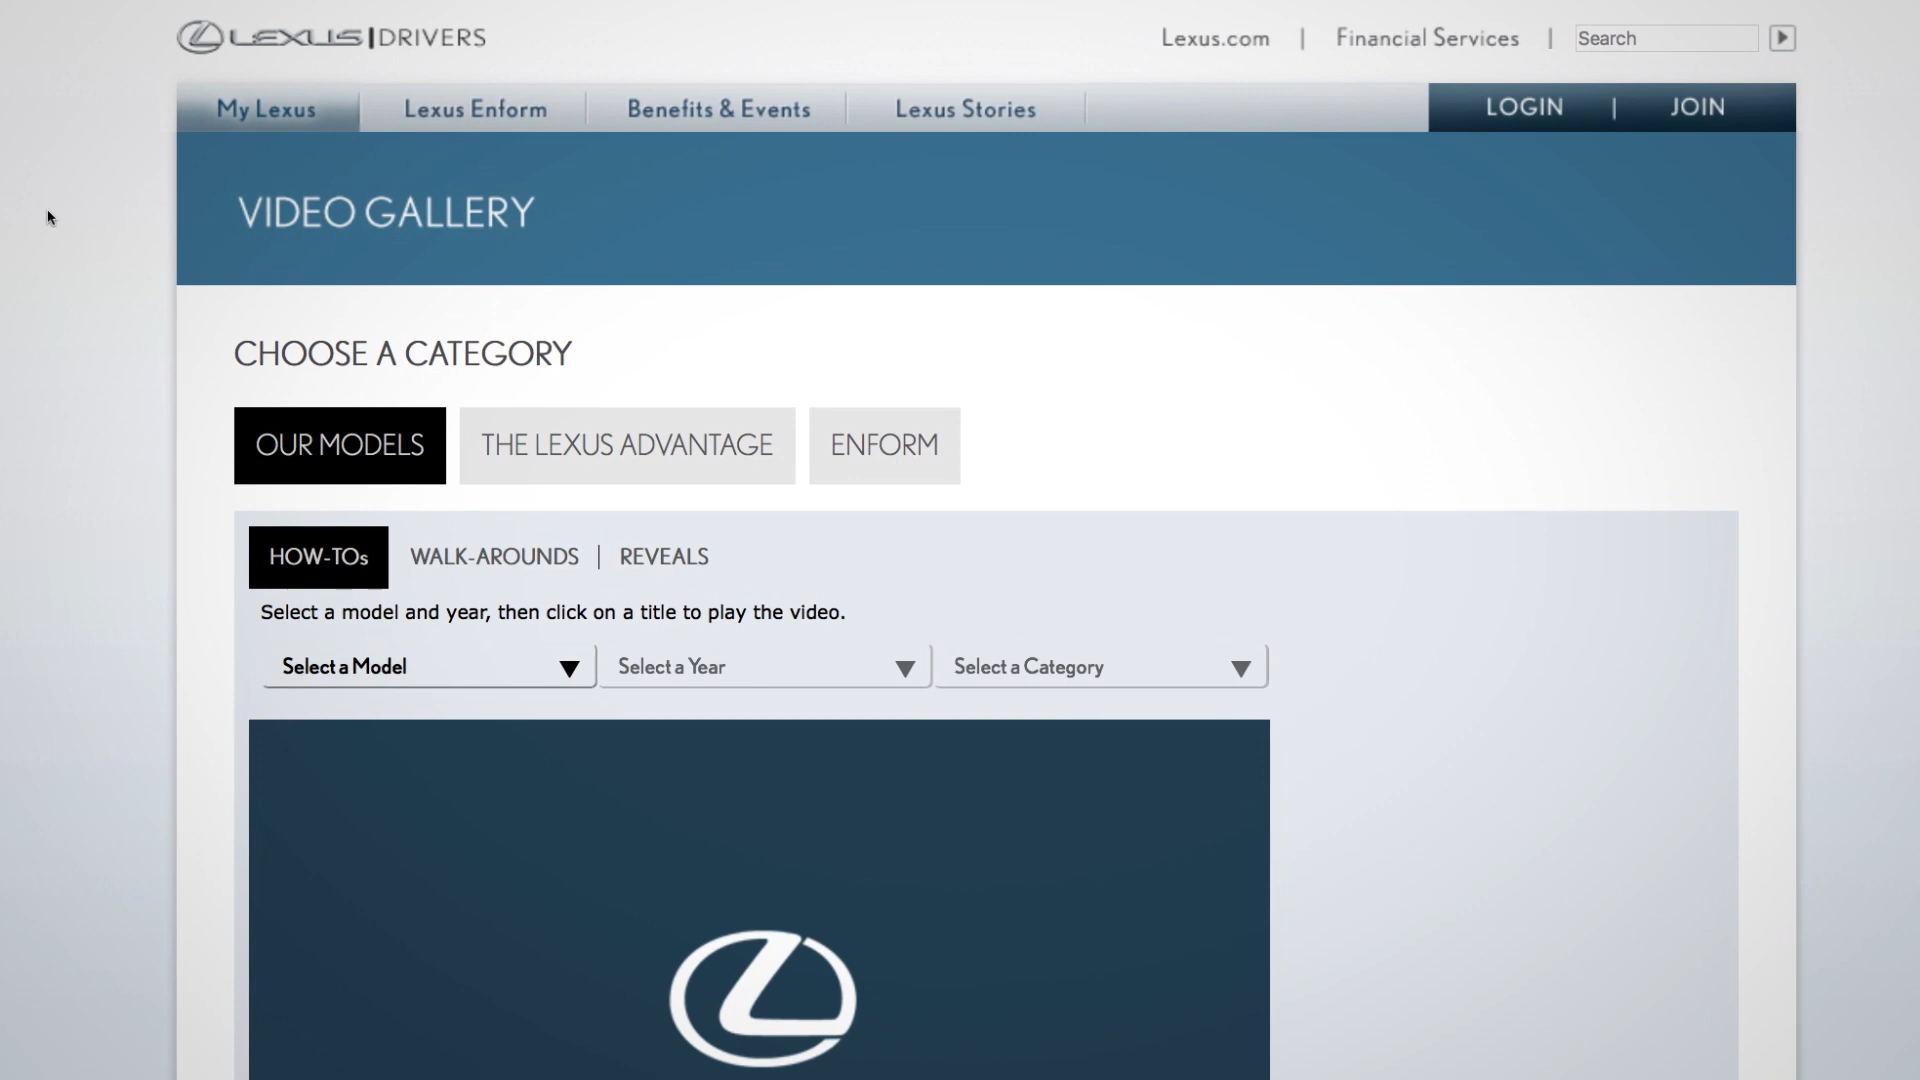 LEXUS|DRIVERS
Lexus.com | Financial Services | Search
My Lexus Lexus Enform Benefits & Events Lexus Stories LOGIN | JOIN
VIDEO GALLERY
CHOOSE A CATEGORY
OUR MODELS THE LEXUS ADVANTAGE ENFORM
HOW-TOs WALK-AROUNDS | REVEALS
Select a model and year, then click on a title to play the video.
Select a Model Select a Year Select a Category